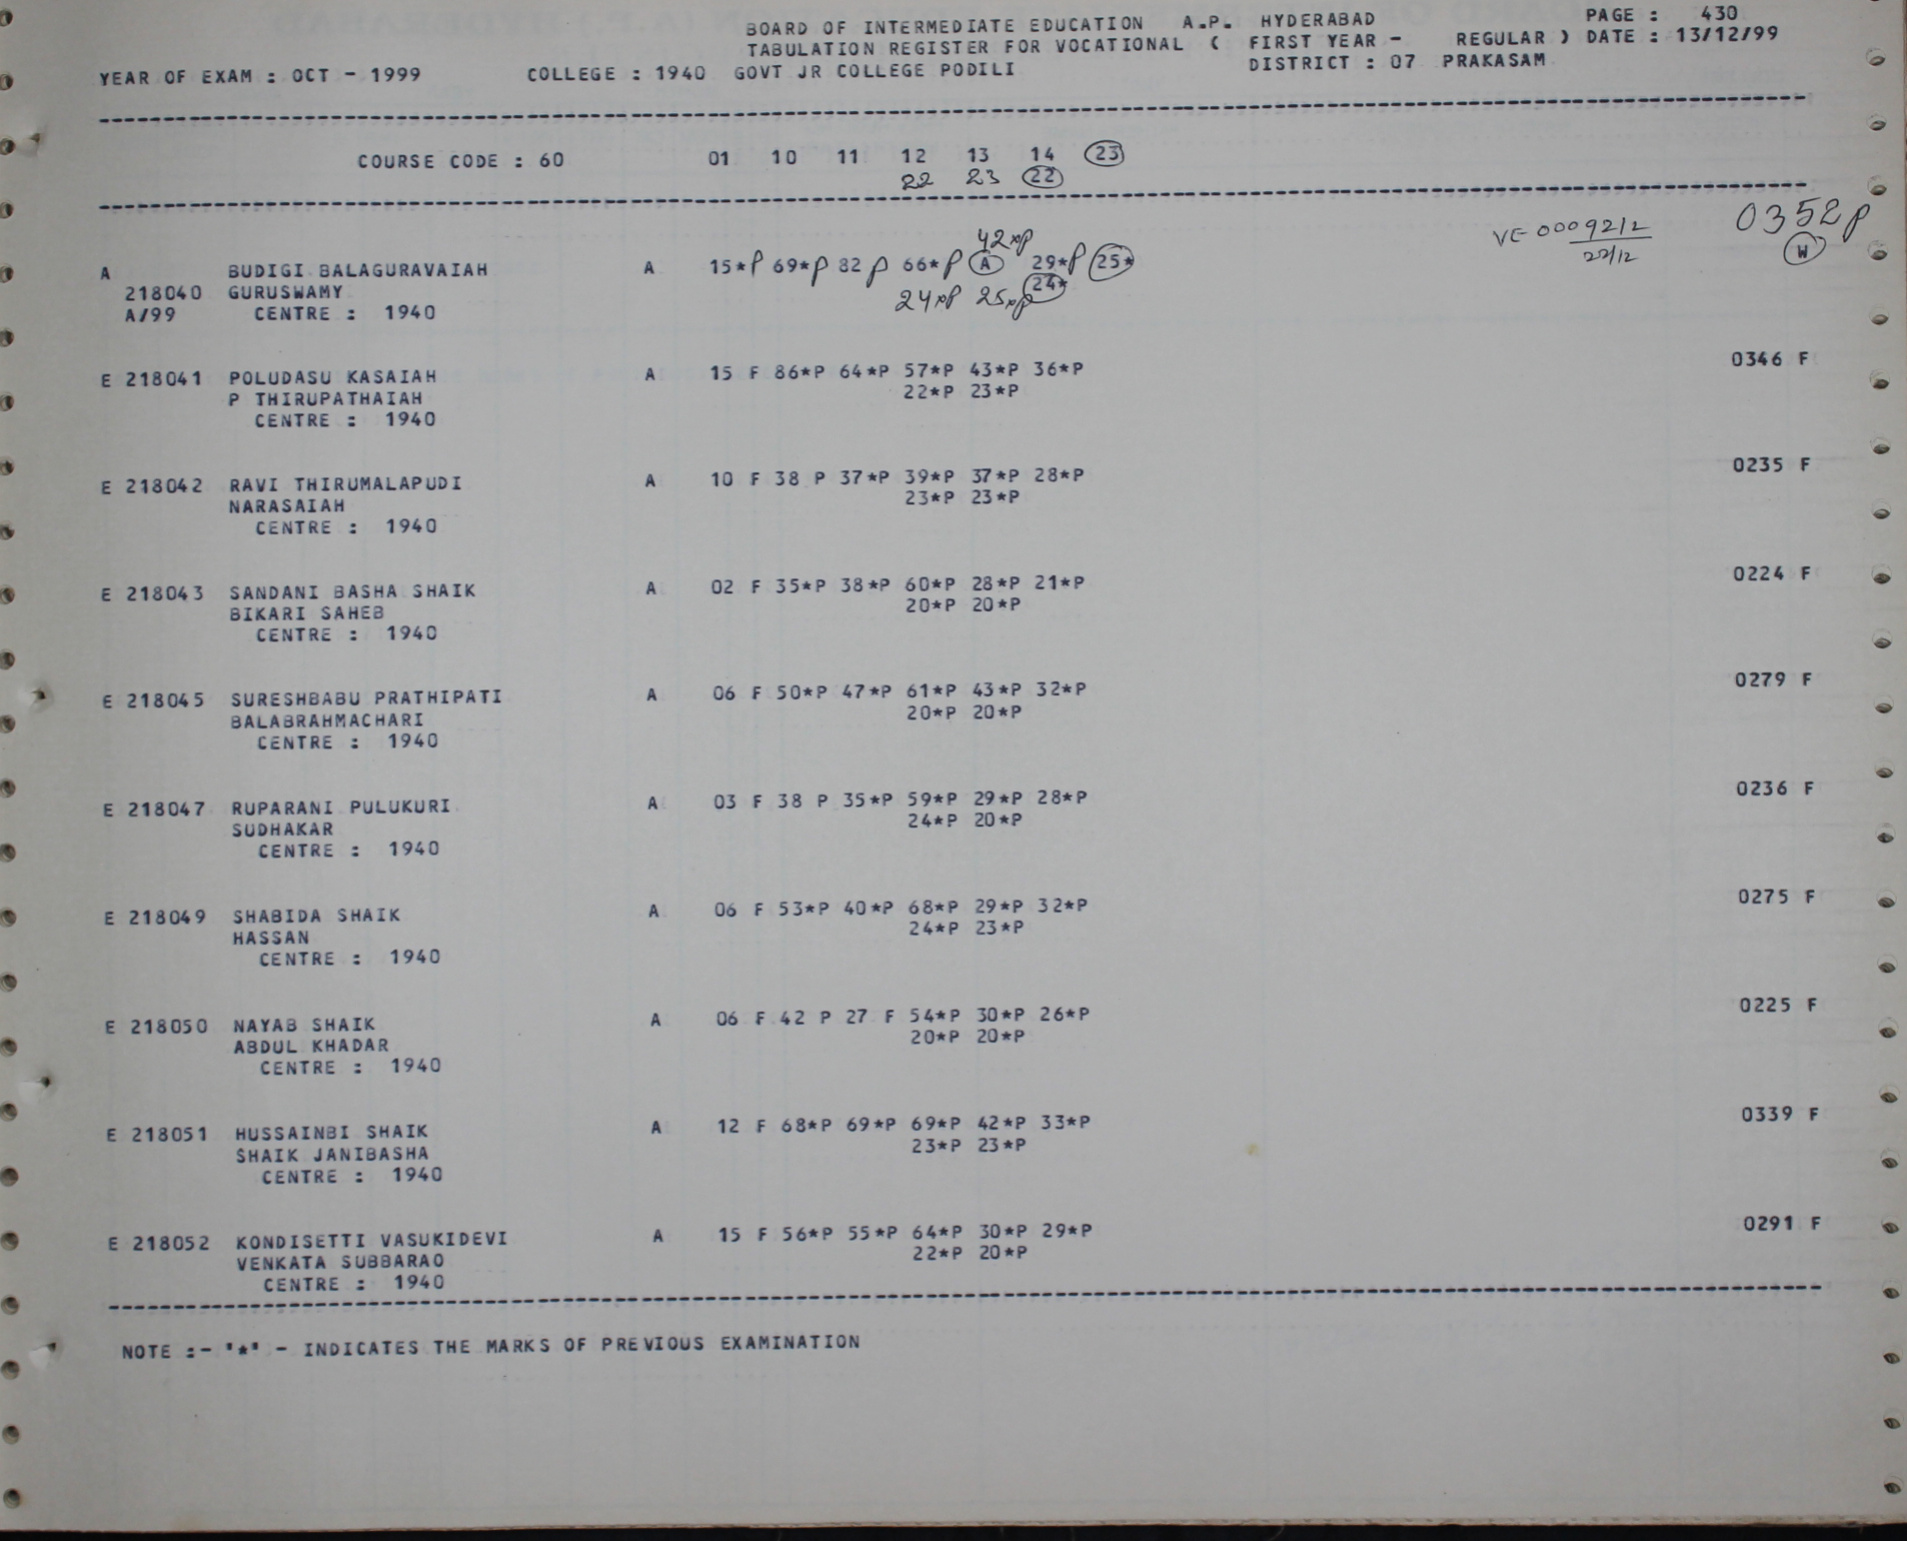 BOARD OF INTERMEDIATE EDUCATION A.P. HYDERABAD PAGE : 430
TABULATION REGISTER FOR VOCATIONAL ( FIRST YEAR - REGULAR ) DATE : 13/12/99
YEAR OF EXAM : OCT - 1999 COLLEGE : 1940 GOVT JR COLLEGE PODILI DISTRICT : 07 PRAKASAM
COURSE CODE : 60 01 10 11 12 13 14 23
22 23 22
VE 0009212 0352P
22/12 W
42*P
A BUDIGI BALAGURAVAIAH A 15*P 69*P 82 P 66*P A 29*P 25*
218040 GURUSWAMY 24*P 25*P 24*
A/99 CENTRE : 1940
E 218041 POLUDASU KASAIAH A 15 F 86*P 64*P 57*P 43*P 36*P 0346 F
P THIRUPATHAIAH 22*P 23*P
CENTRE : 1940
E 218042 RAVI THIRUMALAPUDI A 10 F 38 P 37*P 39*P 37*P 28*P 0235 F
NARASAIAH 23*P 23*P
CENTRE : 1940
E 218043 SANDANI BASHA SHAIK A 02 F 35*P 38*P 60*P 28*P 21*P 0224 F
BIKARI SAHEB 20*P 20*P
CENTRE : 1940
E 218045 SURESHBABU PRATHIPATI A 06 F 50*P 47*P 61*P 43*P 32*P 0279 F
BALABRAHMACHARI 20*P 20*P
CENTRE : 1940
E 218047 RUPARANI PULUKURI A 03 F 38 P 35*P 59*P 29*P 28*P 0236 F
SUDHAKAR 24*P 20*P
CENTRE : 1940
E 218049 SHABIDA SHAIK A 06 F 53*P 40*P 68*P 29*P 32*P 0275 F
HASSAN 24*P 23*P
CENTRE : 1940
E 218050 NAYAB SHAIK A 06 F 42 P 27 F 54*P 30*P 26*P 0225 F
ABDUL KHADAR 20*P 20*P
CENTRE : 1940
E 218051 HUSSAINBI SHAIK A 12 F 68*P 69*P 69*P 42*P 33*P 0339 F
SHAIK JANIBASHA 23*P 23*P
CENTRE : 1940
E 218052 KONDISETTI VASUKIDEVI A 15 F 56*P 55*P 64*P 30*P 29*P 0291 F
VENKATA SUBBARAO 22*P 20*P
CENTRE : 1940
NOTE :- "*" - INDICATES THE MARKS OF PREVIOUS EXAMINATION